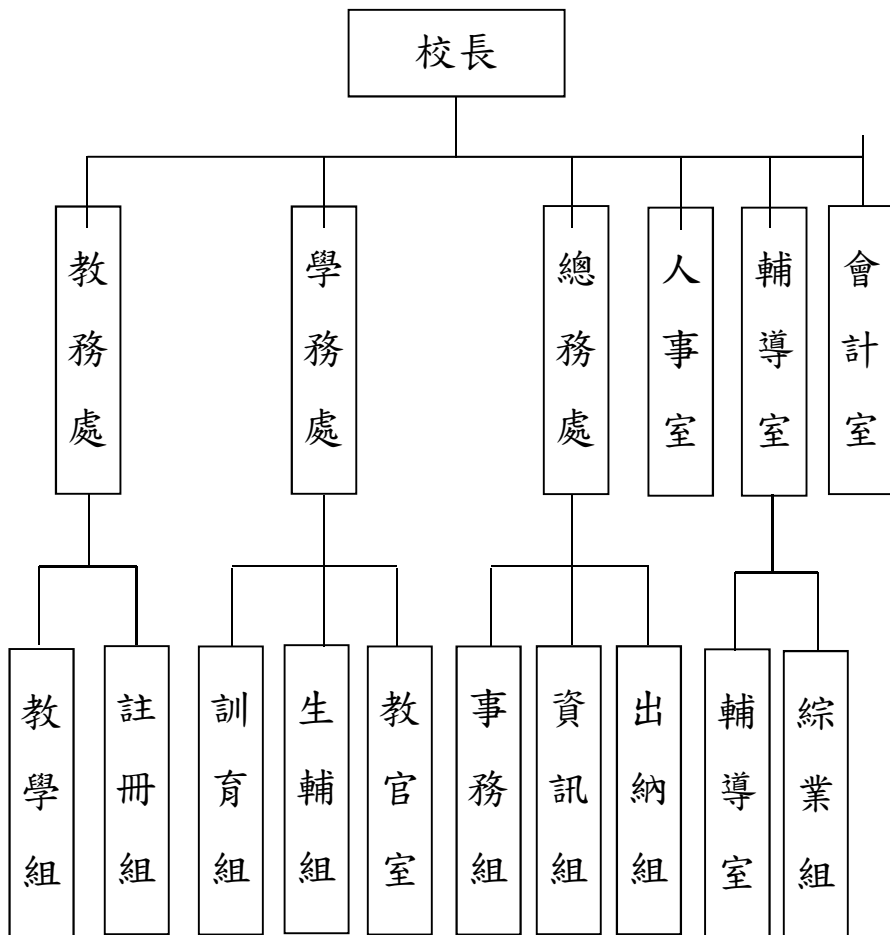 校長
教務處
學務處
總務處
人事室
輔導室
會計室
教學組
註冊組
訓育組
生輔組
教官室
事務組
資訊組
出納組
輔導室
綜業組